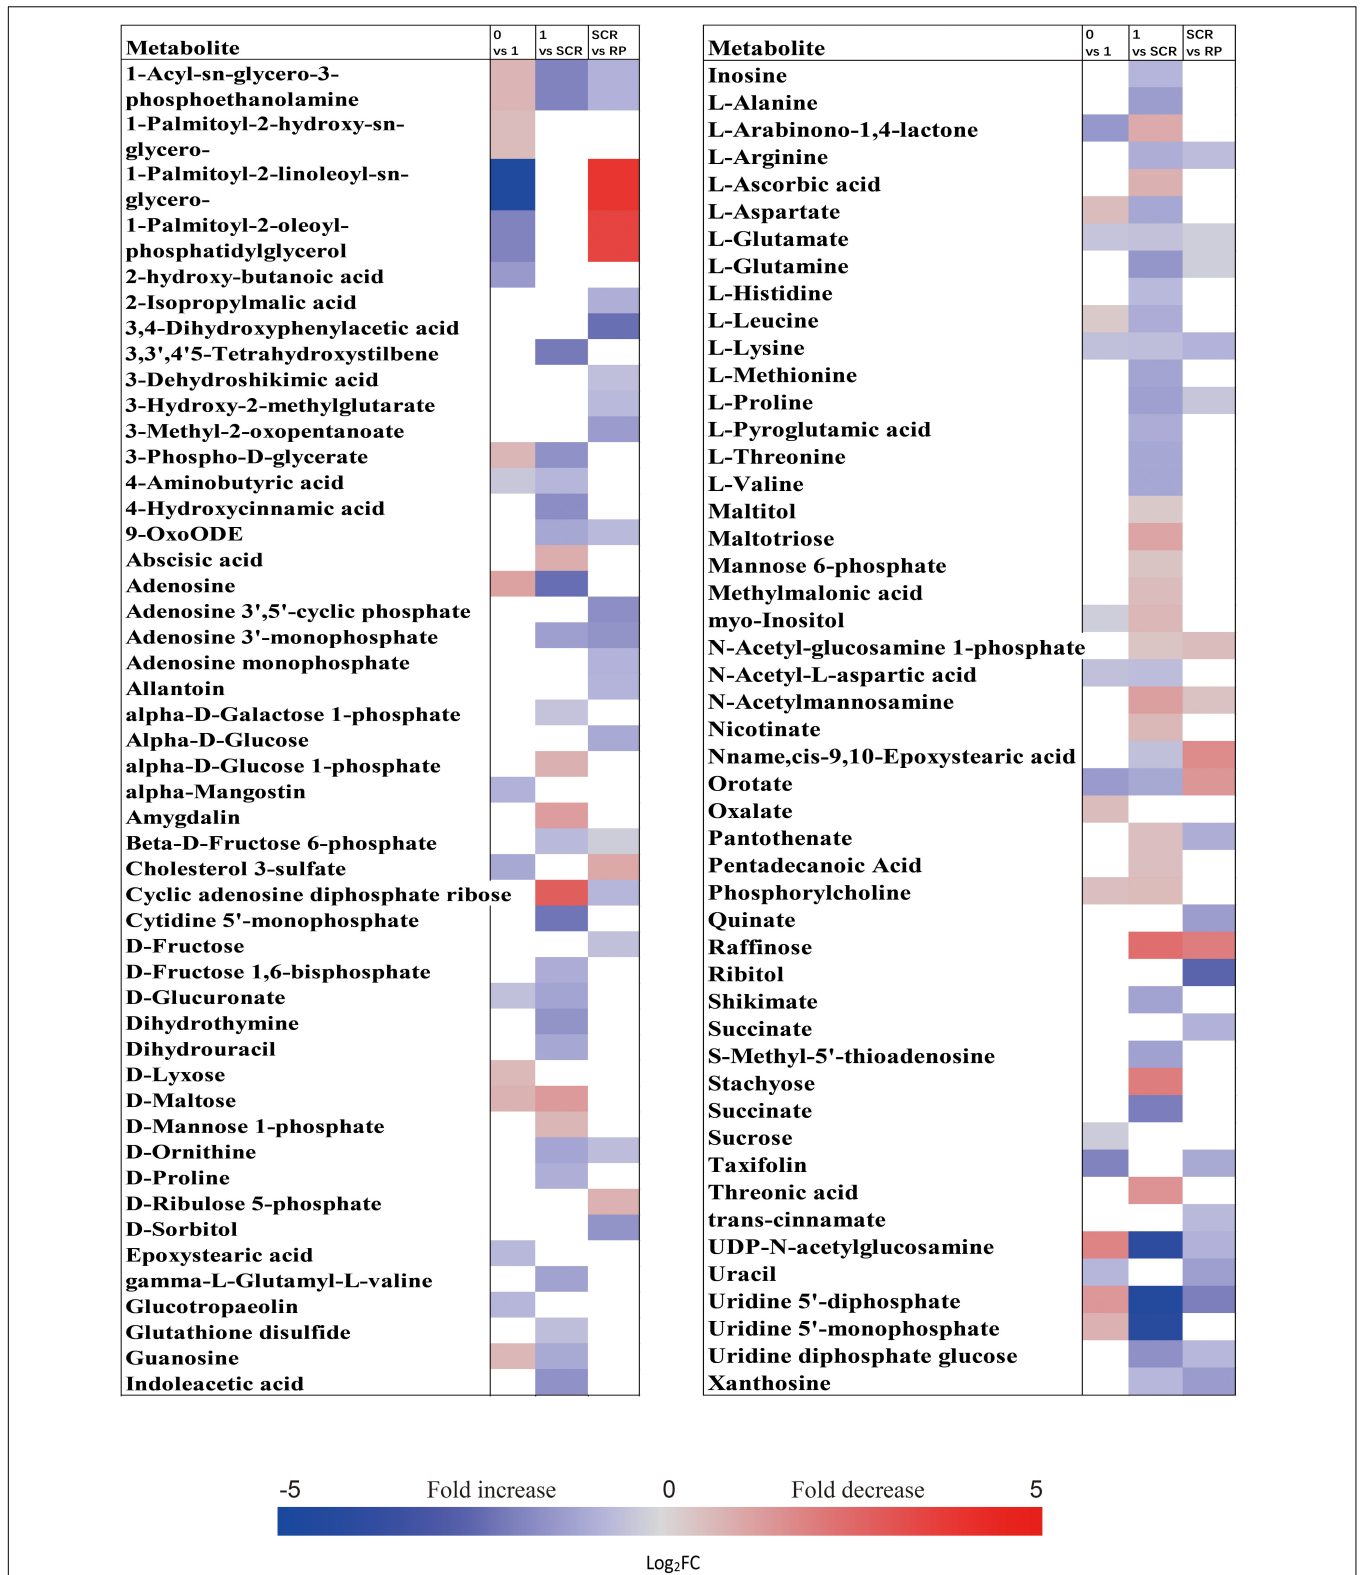 Metabolite
0
vs 1
1
vs SCR
SCR
vs RP
1-Acyl-sn-glycero-3-
phosphoethanolamine
1-Palmitoyl-2-hydroxy-sn-
glycero-
1-Palmitoyl-2-linoleoyl-sn-
glycero-
1-Palmitoyl-2-oleoyl-
phosphatidylglycerol
2-hydroxy-butanoic acid
2-Isopropylmalic acid
3,4-Dihydroxyphenylacetic acid
3,3',4'5-Tetrahydroxystilbene
3-Dehydroshikimic acid
3-Hydroxy-2-methylglutarate
3-Methyl-2-oxopentanoate
3-Phospho-D-glycerate
4-Aminobutyric acid
4-Hydroxycinnamic acid
9-OxoODE
Abscisic acid
Adenosine
Adenosine 3',5'-cyclic phosphate
Adenosine 3'-monophosphate
Adenosine monophosphate
Allantoin
alpha-D-Galactose 1-phosphate
Alpha-D-Glucose
alpha-D-Glucose 1-phosphate
alpha-Mangostin
Amygdalin
Beta-D-Fructose 6-phosphate
Cholesterol 3-sulfate
Cyclic adenosine diphosphate ribose
Cytidine 5'-monophosphate
D-Fructose
D-Fructose 1,6-bisphosphate
D-Glucuronate
Dihydrothymine
Dihydrouracil
D-Lyxose
D-Maltose
D-Mannose 1-phosphate
D-Ornithine
D-Proline
D-Ribulose 5-phosphate
D-Sorbitol
Epoxystearic acid
gamma-L-Glutamyl-L-valine
Glucotropaeolin
Glutathione disulfide
Guanosine
Indoleacetic acid
Metabolite
0
vs 1
1
vs SCR
SCR
vs RP
Inosine
L-Alanine
L-Arabinono-1,4-lactone
L-Arginine
L-Ascorbic acid
L-Aspartate
L-Glutamate
L-Glutamine
L-Histidine
L-Leucine
L-Lysine
L-Methionine
L-Proline
L-Pyroglutamic acid
L-Threonine
L-Valine
Maltitol
Maltotriose
Mannose 6-phosphate
Methylmalonic acid
myo-Inositol
N-Acetyl-glucosamine 1-phosphate
N-Acetyl-L-aspartic acid
N-Acetylmannosamine
Nicotinate
Nname,cis-9,10-Epoxystearic acid
Orotate
Oxalate
Pantothenate
Pentadecanoic Acid
Phosphorylcholine
Quinate
Raffinose
Ribitol
Shikimate
Succinate
S-Methyl-5'-thioadenosine
Stachyose
Succinate
Sucrose
Taxifolin
Threonic acid
trans-cinnamate
UDP-N-acetylglucosamine
Uracil
Uridine 5'-diphosphate
Uridine 5'-monophosphate
Uridine diphosphate glucose
Xanthosine
-5 Fold increase 0 Fold decrease 5
Log₂FC